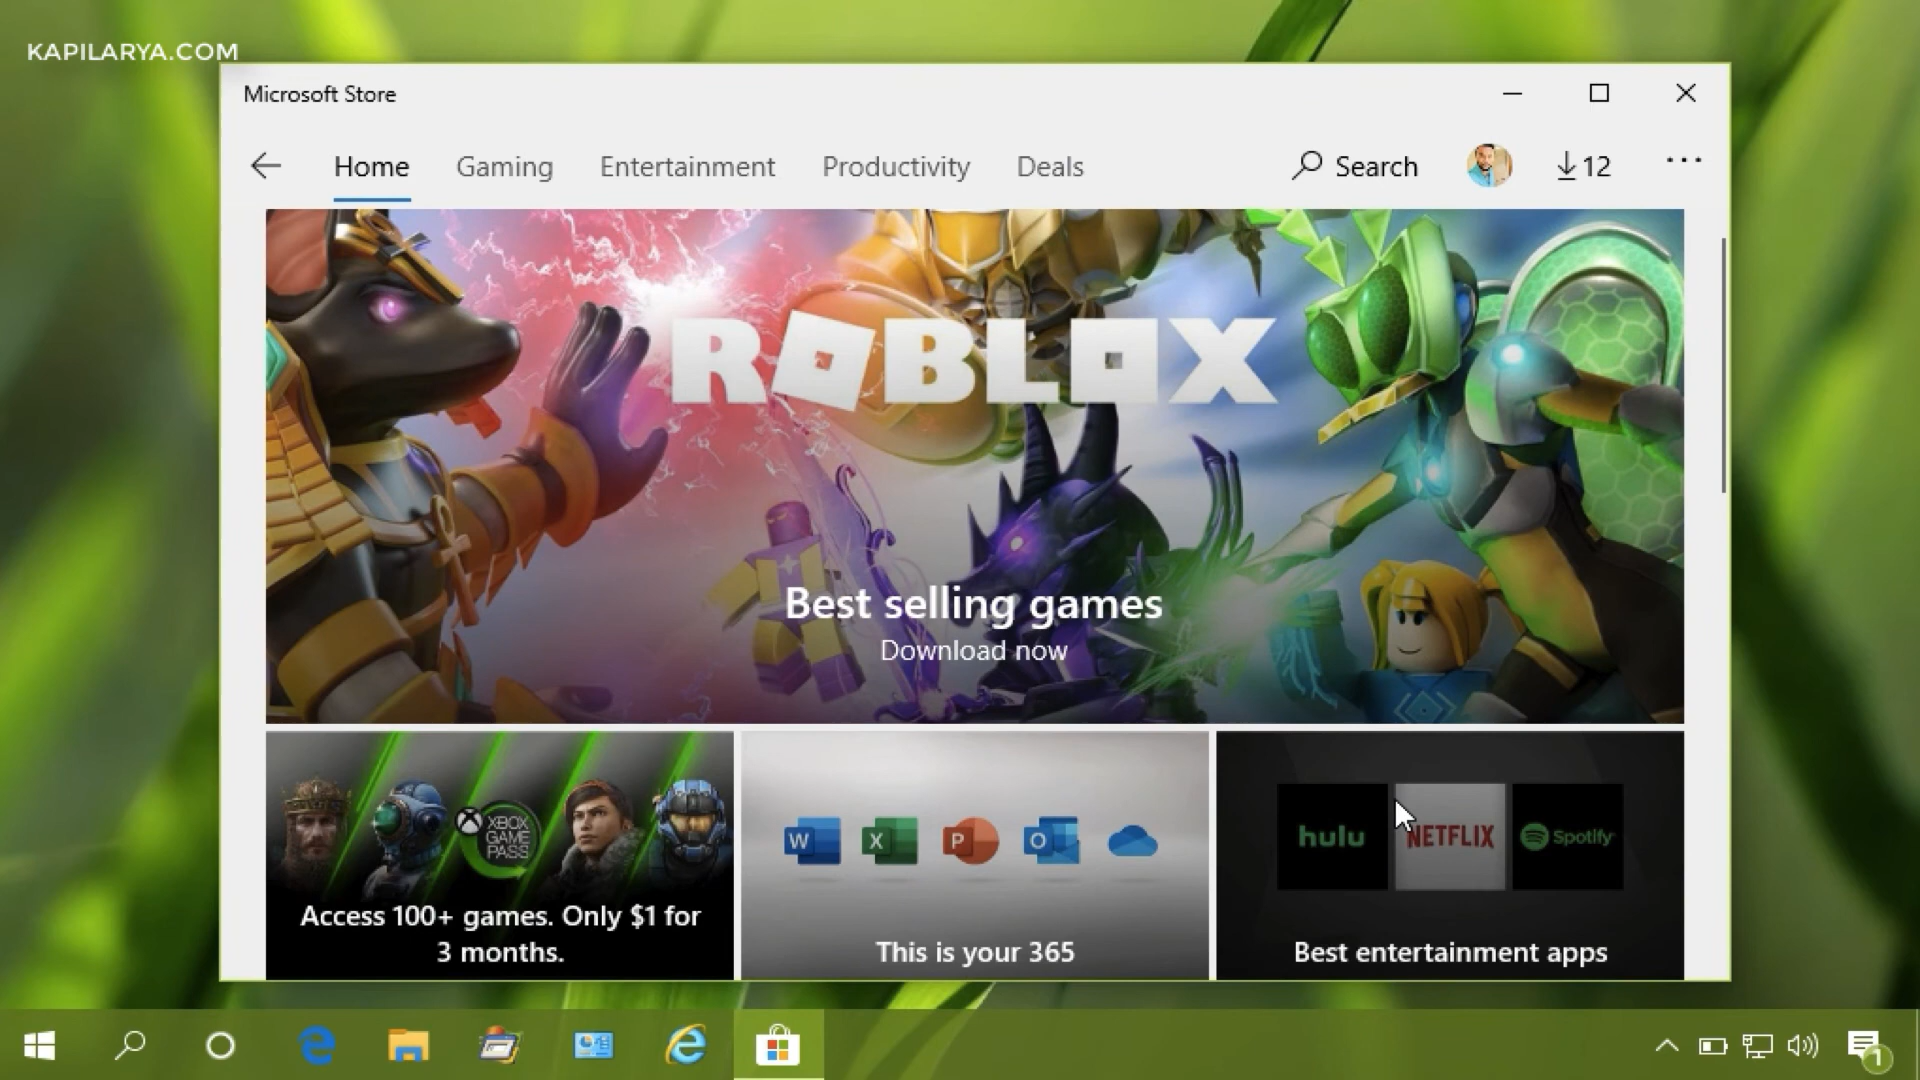 KAPILARYA.COM
Microsoft Store
Home Gaming Entertainment Productivity Deals Search 12
ROBLOX
Best selling games
Download now
XBOX
GAME
PASS
Access 100+ games. Only $1 for
3 months.
W X P O
This is your 365
hulu NETFLIX Spotify
Best entertainment apps
1